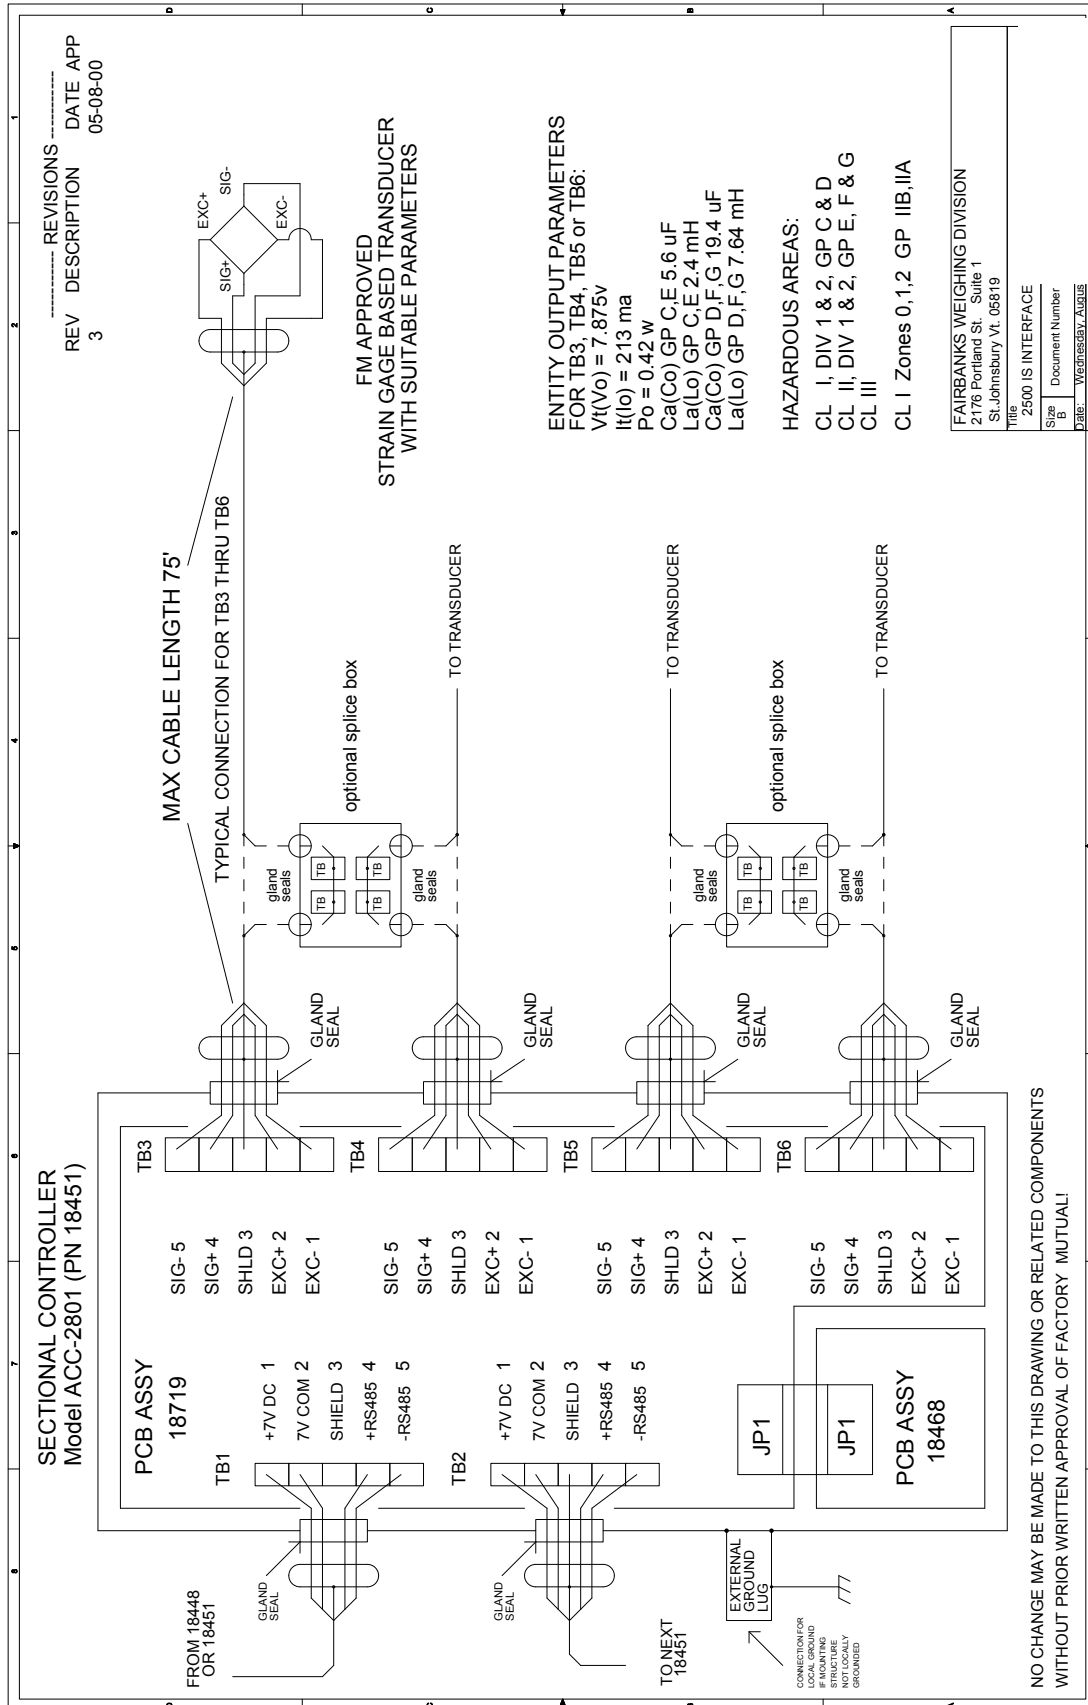 SECTIONAL CONTROLLER
Model ACC-2801 (PN 18451)
---------- REVISIONS ----------
REV DESCRIPTION DATE APP
3 05-08-00
FROM 18448
OR 18451
GLAND
SEAL
TB1
+7V DC 1
7V COM 2
SHIELD 3
+RS485 4
-RS485 5
PCB ASSY
18719
TO NEXT
18451
GLAND
SEAL
TB2
+7V DC 1
7V COM 2
SHIELD 3
+RS485 4
-RS485 5
EXTERNAL
GROUND
LUG
CONNECTION FOR
LOCAL GROUND
IF MOUNTING
STRUCTURE
NOT LOCALLY
GROUNDED
JP1
JP1
PCB ASSY
18468
SIG- 5
SIG+ 4
SHLD 3
EXC+ 2
EXC- 1
TB3
GLAND
SEAL
SIG- 5
SIG+ 4
SHLD 3
EXC+ 2
EXC- 1
TB4
GLAND
SEAL
SIG- 5
SIG+ 4
SHLD 3
EXC+ 2
EXC- 1
TB5
GLAND
SEAL
SIG- 5
SIG+ 4
SHLD 3
EXC+ 2
EXC- 1
TB6
GLAND
SEAL
MAX CABLE LENGTH 75'
TYPICAL CONNECTION FOR TB3 THRU TB6
gland
seals
TB
TB
TB
TB
gland
seals
optional splice box
TO TRANSDUCER
gland
seals
TB
TB
TB
TB
gland
seals
optional splice box
TO TRANSDUCER
TO TRANSDUCER
EXC+
SIG-
SIG+
EXC-
FM APPROVED
STRAIN GAGE BASED TRANSDUCER
WITH SUITABLE PARAMETERS
ENTITY OUTPUT PARAMETERS
FOR TB3, TB4, TB5 or TB6:
Vt(Vo) = 7.875v
It(Io) = 213 ma
Po = 0.42 w
Ca(Co) GP C,E 5.6 uF
La(Lo) GP C,E 2.4 mH
Ca(Co) GP D,F,G 19.4 uF
La(Lo) GP D,F,G 7.64 mH
HAZARDOUS AREAS:
CL I, DIV 1 & 2, GP C & D
CL II, DIV 1 & 2, GP E, F & G
CL III
CL I Zones 0,1,2 GP IIB,IIA
NO CHANGE MAY BE MADE TO THIS DRAWING OR RELATED COMPONENTS
WITHOUT PRIOR WRITTEN APPROVAL OF FACTORY MUTUAL!
FAIRBANKS WEIGHING DIVISION
2176 Portland St. Suite 1
St.Johnsbury Vt. 05819
Title
2500 IS INTERFACE
Size
B
Document Number
Date: Wednesday, Augus